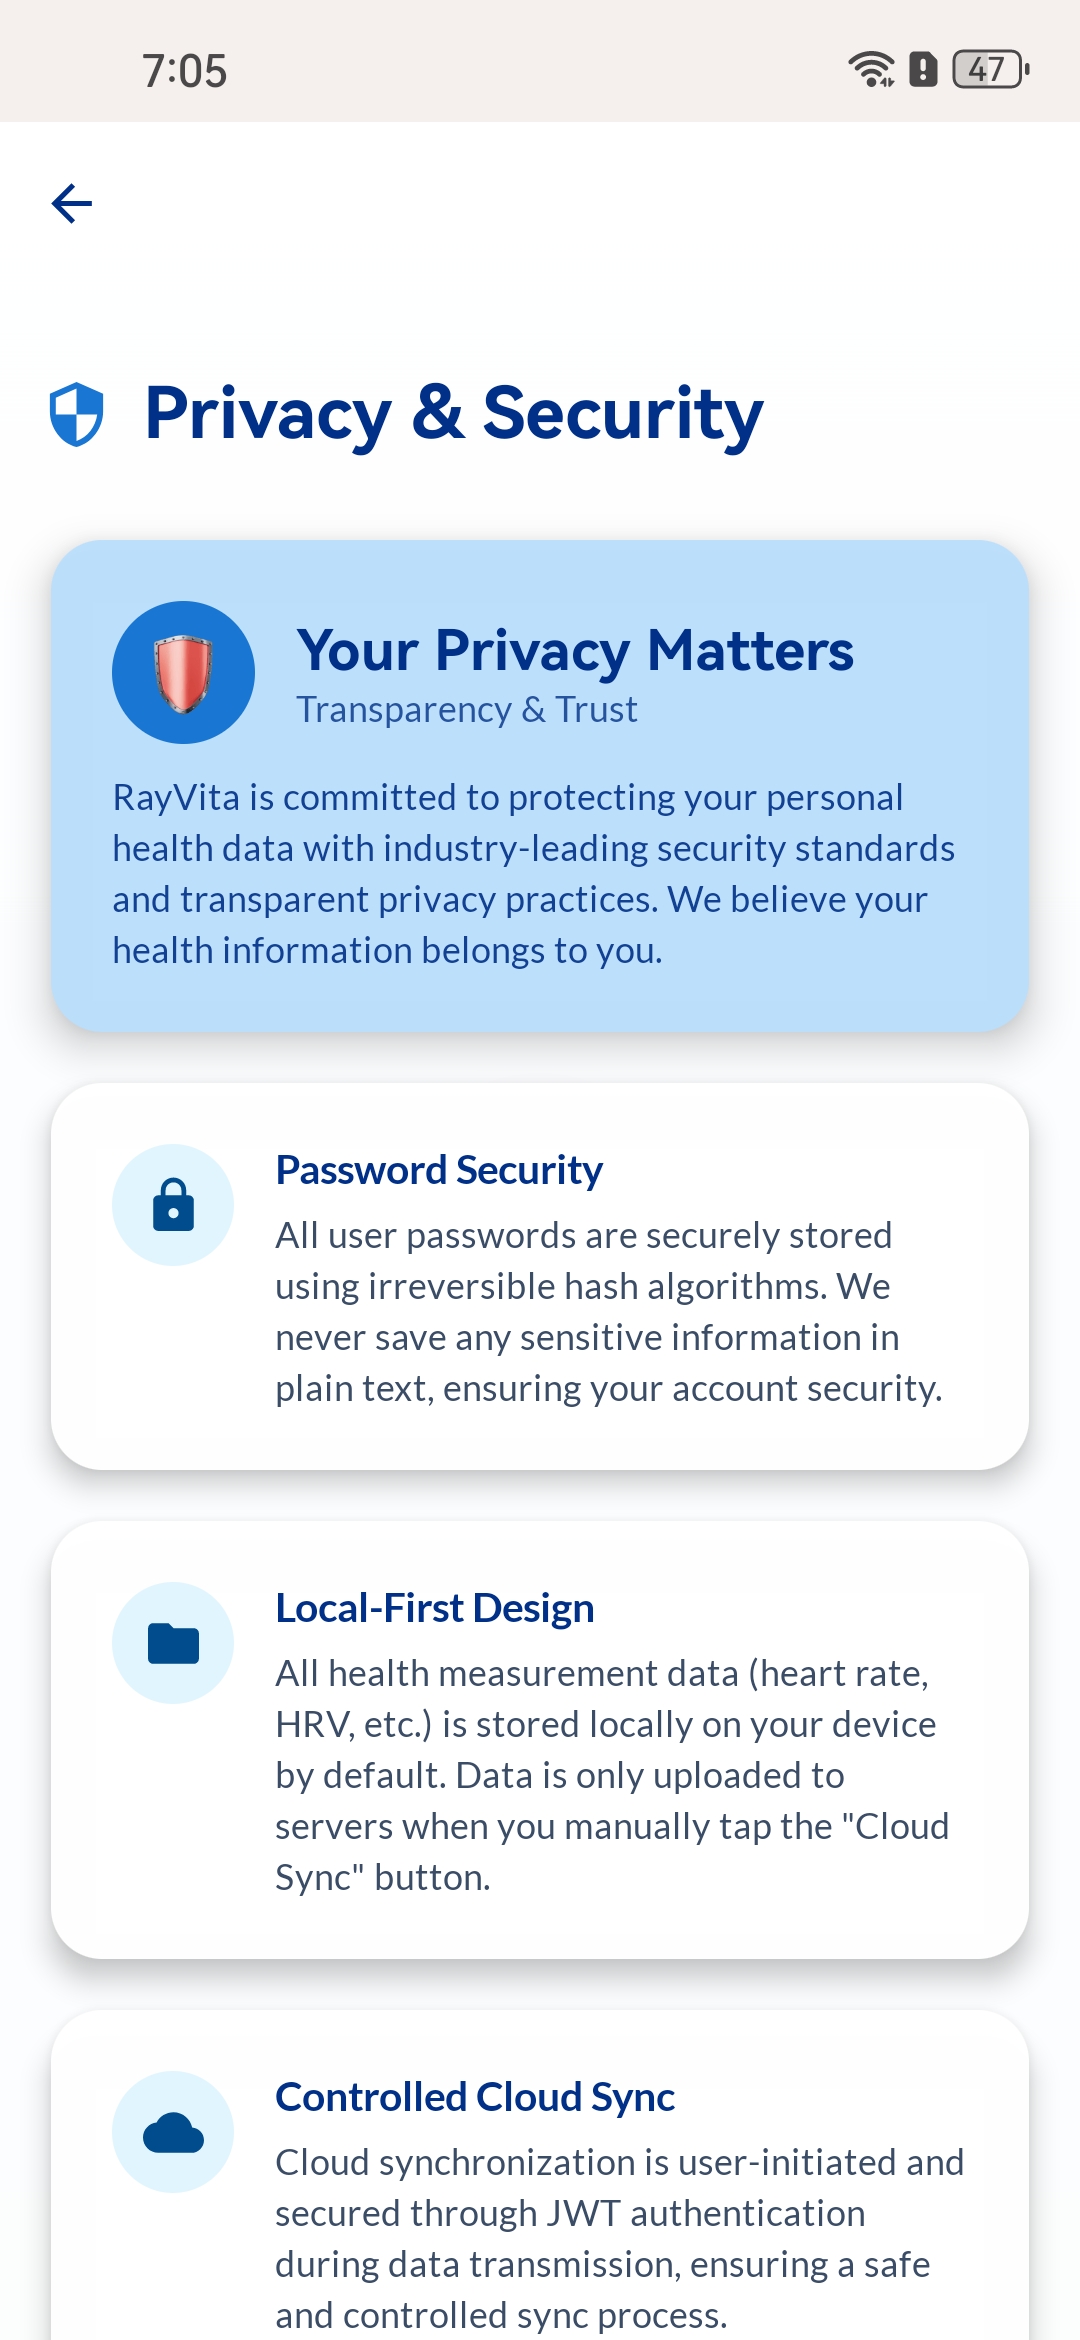 7:05
47
Privacy & Security
Your Privacy Matters
Transparency & Trust
RayVita is committed to protecting your personal
health data with industry-leading security standards
and transparent privacy practices. We believe your
health information belongs to you.
Password Security
All user passwords are securely stored
using irreversible hash algorithms. We
never save any sensitive information in
plain text, ensuring your account security.
Local-First Design
All health measurement data (heart rate,
HRV, etc.) is stored locally on your device
by default. Data is only uploaded to
servers when you manually tap the "Cloud
Sync" button.
Controlled Cloud Sync
Cloud synchronization is user-initiated and
secured through JWT authentication
during data transmission, ensuring a safe
and controlled sync process.